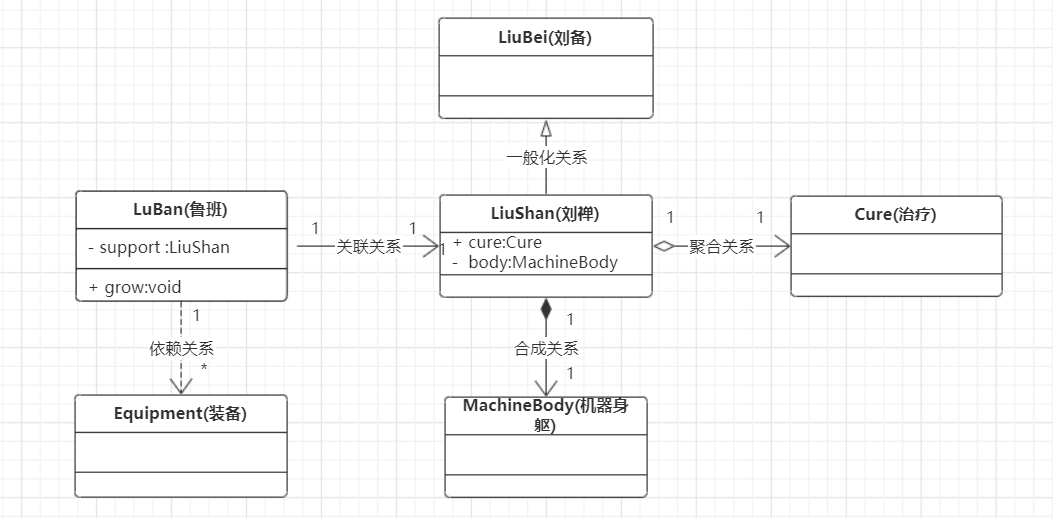 LiuBei(刘备)
一般化关系
LuBan(鲁班)
- support :LiuShan
+ grow:void
1
关联关系
1
1
LiuShan(刘禅)
+ cure:Cure
- body:MachineBody
1
聚合关系
1
Cure(治疗)
1
依赖关系
*
1
合成关系
1
Equipment(装备)
MachineBody(机器身
躯)